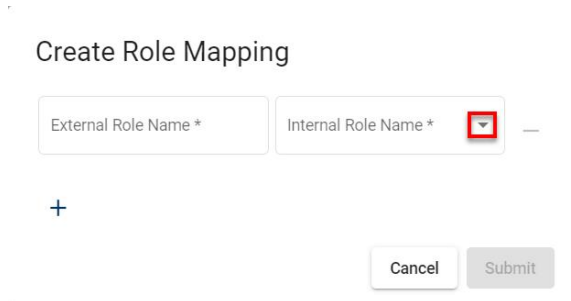 Create Role Mapping
External Role Name * Internal Role Name *
Cancel Submit